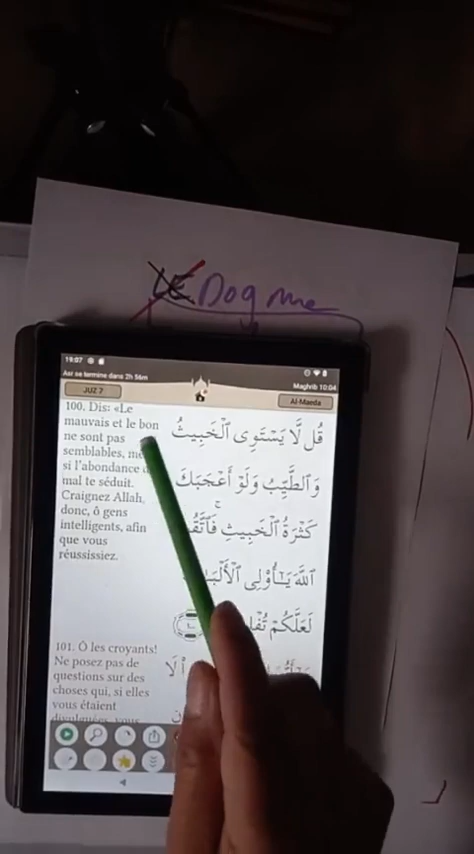 LE Dogme
19:07
Asr se termine dans 2h 56m
Maghrib 10:04
JUZ 7
Al-Maeda
100. Dis: «Le
mauvais et le bon
ne sont pas
semblables,
si l'abondance
mal te séduit.
Craignez Allah,
donc, ô gens
intelligents, afin
que vous
réussissiez.
قُل لَّا يَسْتَوِى ٱلْخَبِيثُ
وَٱلطَّيِّبُ وَلَوْ أَعْجَبَكَ
كَثْرَةُ ٱلْخَبِيثِ
ٱللَّهَ يَـٰٓأُو۟لِى
لَعَلَّكُمْ
101. Ô les croyants!
Ne posez pas de
questions sur des
choses qui, si elles
vous étaient